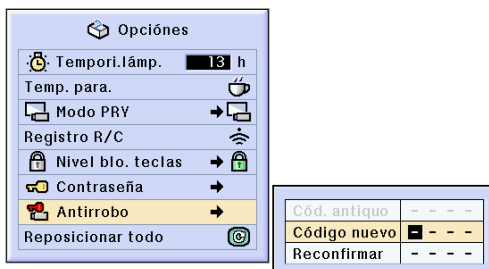 Opciónes
Tempori.lámp. 13 h
Temp. para.
Modo PRY
Registro R/C
Nivel blo. teclas
Contraseña
Antirrobo
Reposicionar todo
Cód. antiquo - - - -
Código nuevo - - - -
Reconfirmar - - - -